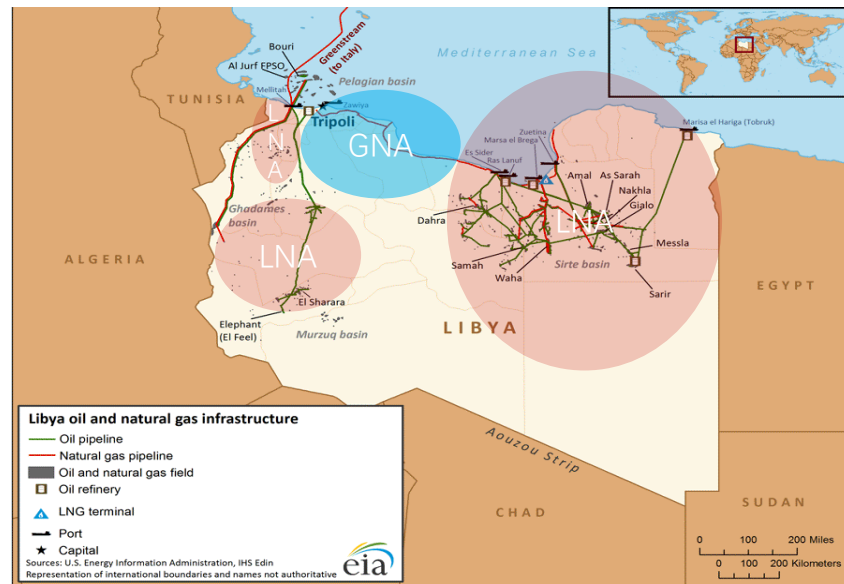 Bouri
Al Jurf FPSO
Greenstream
(to Italy)
Mediterranean Sea
Pelagian basin
TUNISIA
Mellitah
Zawiya
Tripoli
L
N
A
GNA
Marisa el Hariga (Tobruk)
Zuetina
Marsa el Brega
Es Sider
Ras Lanuf
Amal
As Sarah
Nakhla
Gialo
Ghadames
basin
Dahra
LNA
LNA
ALGERIA
Messla
Samah
Sirte basin
Waha
EGYPT
Sarir
El Sharara
Elephant
(El Feel)
Murzuq basin
LIBYA
Aouzou Strip
CHAD
SUDAN
Libya oil and natural gas infrastructure
Oil pipeline
Natural gas pipeline
Oil and natural gas field
Oil refinery
LNG terminal
Port
Capital
Sources: U.S. Energy Information Administration, IHS Edin
Representation of international boundaries and names not authoritative
eia
0 100 200 Miles
0 100 200 Kilometers